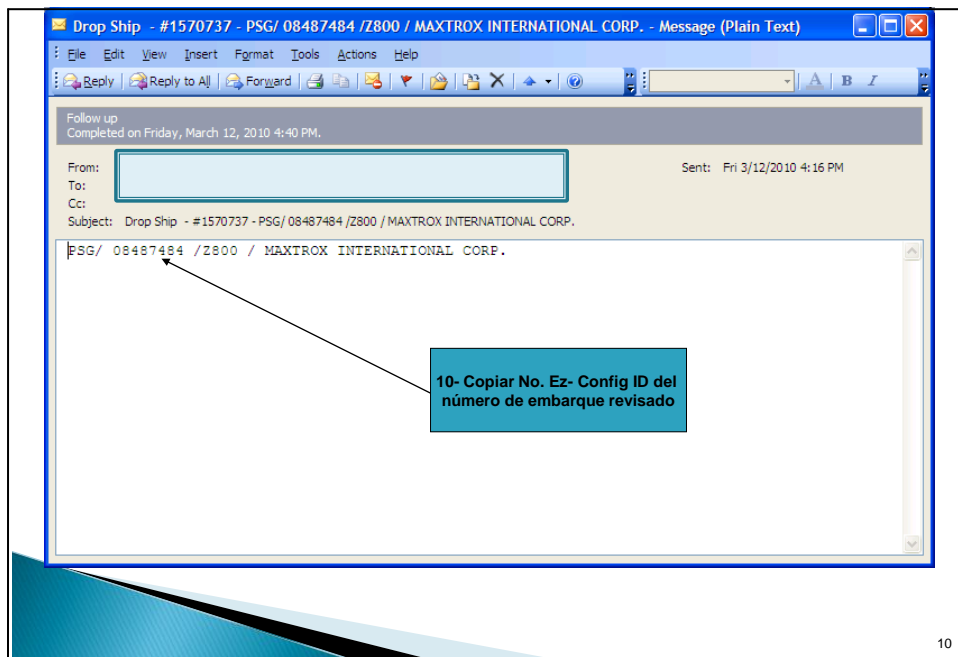 Drop Ship - #1570737 - PSG/ 08487484 /Z800 / MAXTROX INTERNATIONAL CORP. - Message (Plain Text)
File Edit View Insert Format Tools Actions Help
Reply Reply to All Forward A B I
Follow up
Completed on Friday, March 12, 2010 4:40 PM.
From: Sent: Fri 3/12/2010 4:16 PM
To:
Cc:
Subject: Drop Ship - #1570737 - PSG/ 08487484 /Z800 / MAXTROX INTERNATIONAL CORP.
PSG/ 08487484 /Z800 / MAXTROX INTERNATIONAL CORP.
10- Copiar No. Ez- Config ID del
número de embarque revisado
10